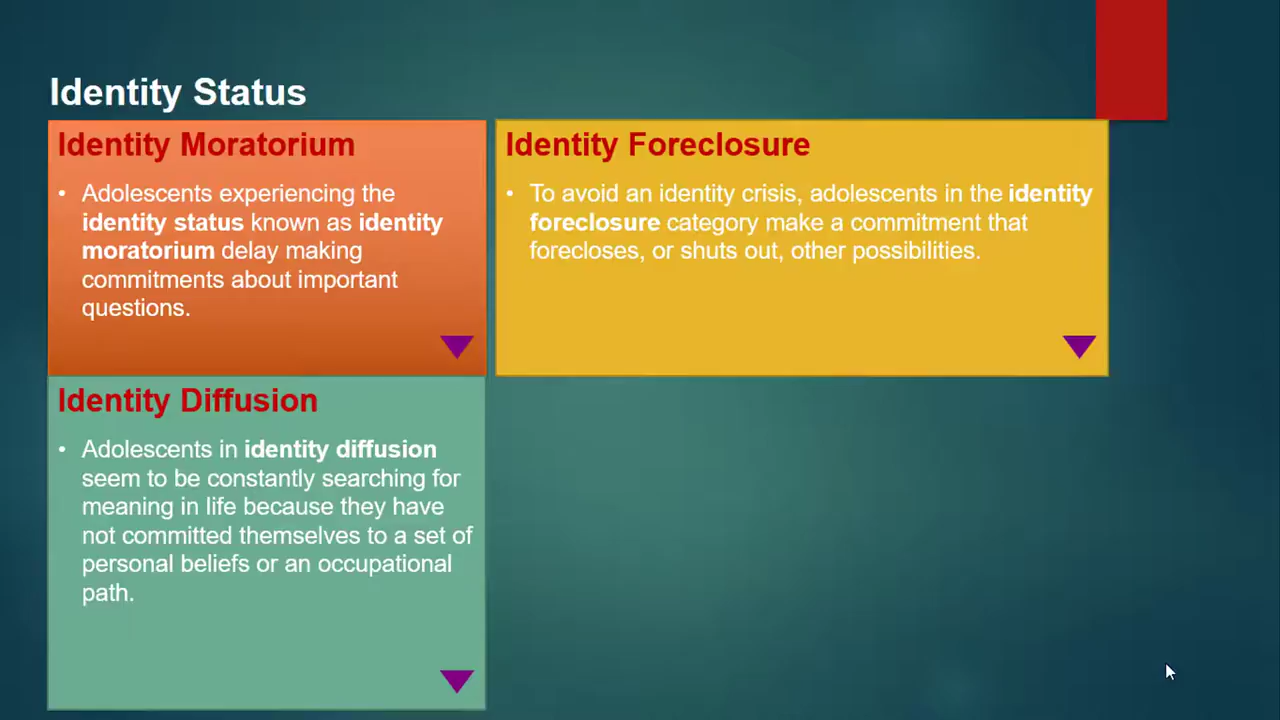 Identity Status
Identity Moratorium
• Adolescents experiencing the
identity status known as identity
moratorium delay making
commitments about important
questions.
Identity Foreclosure
• To avoid an identity crisis, adolescents in the identity
foreclosure category make a commitment that
forecloses, or shuts out, other possibilities.
Identity Diffusion
• Adolescents in identity diffusion
seem to be constantly searching for
meaning in life because they have
not committed themselves to a set of
personal beliefs or an occupational
path.